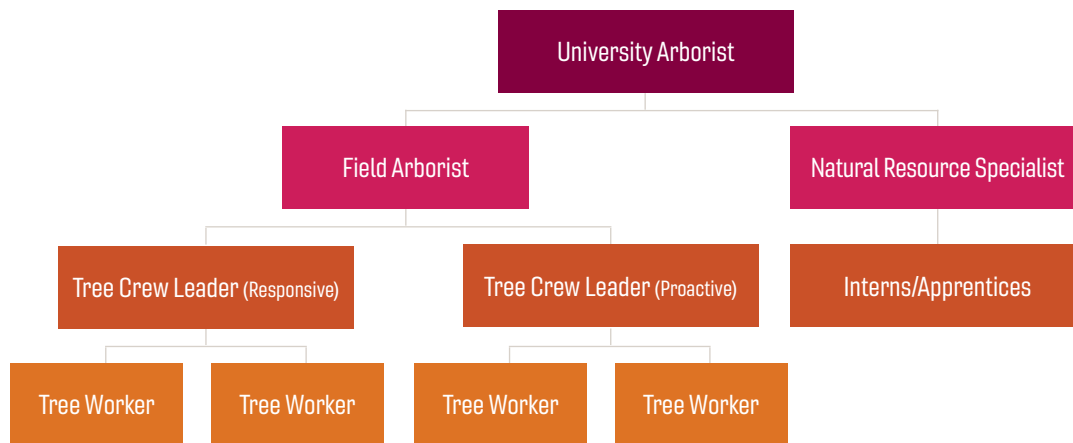 University Arborist
Field Arborist
Natural Resource Specialist
Tree Crew Leader (Responsive)
Tree Crew Leader (Proactive)
Interns/Apprentices
Tree Worker
Tree Worker
Tree Worker
Tree Worker